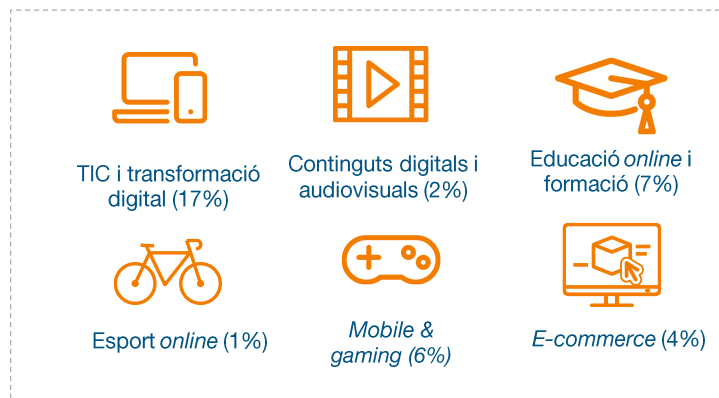 TIC i transformació
digital (17%)
Continguts digitals i
audiovisuals (2%)
Educació online i
formació (7%)
Esport online (1%)
Mobile &
gaming (6%)
E-commerce (4%)